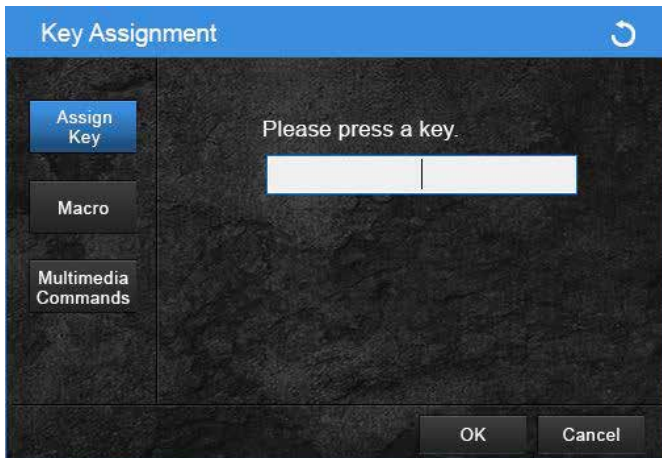 Key Assignment
Assign
Key
Please press a key.
Macro
Multimedia
Commands
OK
Cancel